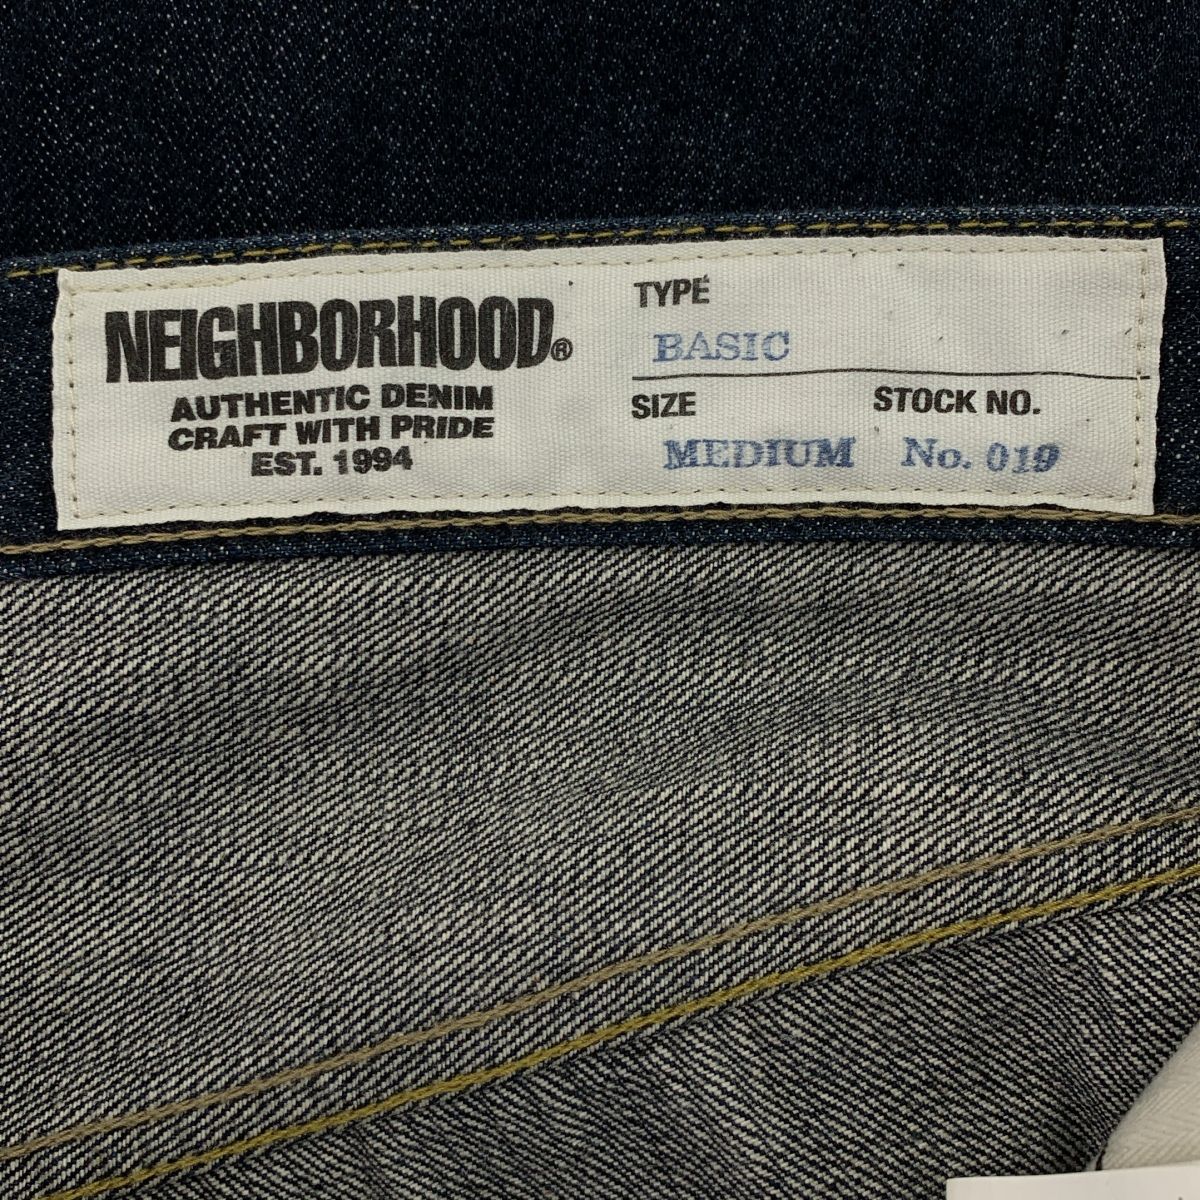 NEIGHBORHOOD®
AUTHENTIC DENIM
CRAFT WITH PRIDE
EST. 1994
TYPE
BASIC
SIZE
MEDIUM
STOCK NO.
No. 019